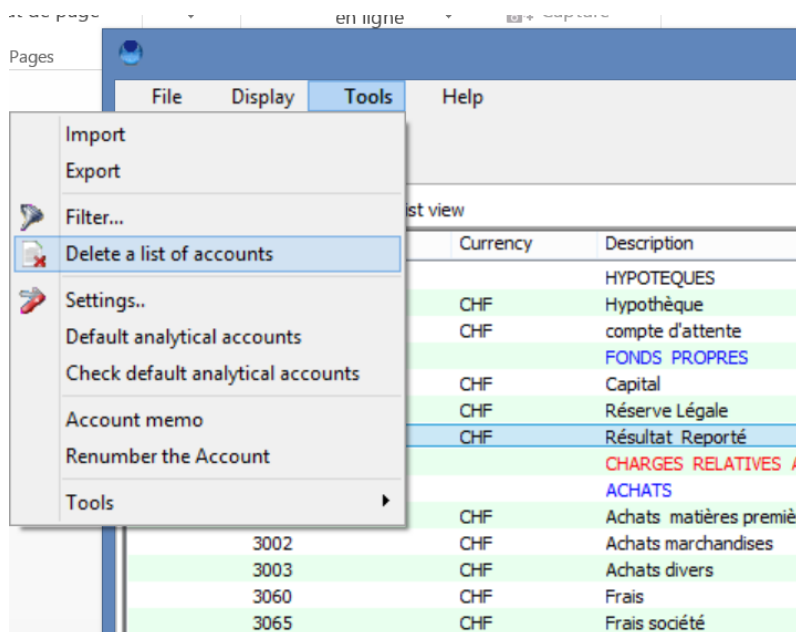 en ligne
Capture
Pages
File Display Tools Help
Import
Export
Filter...
Delete a list of accounts
Settings..
Default analytical accounts
Check default analytical accounts
Account memo
Renumber the Account
Tools
ist view
Currency Description
HYPOTEQUES
CHF Hypothèque
CHF compte d'attente
FONDS PROPRES
CHF Capital
CHF Réserve Légale
CHF Résultat Reporté
CHARGES RELATIVES A
ACHATS
CHF Achats matières premiè
3002 CHF Achats marchandises
3003 CHF Achats divers
3060 CHF Frais
3065 CHF Frais société